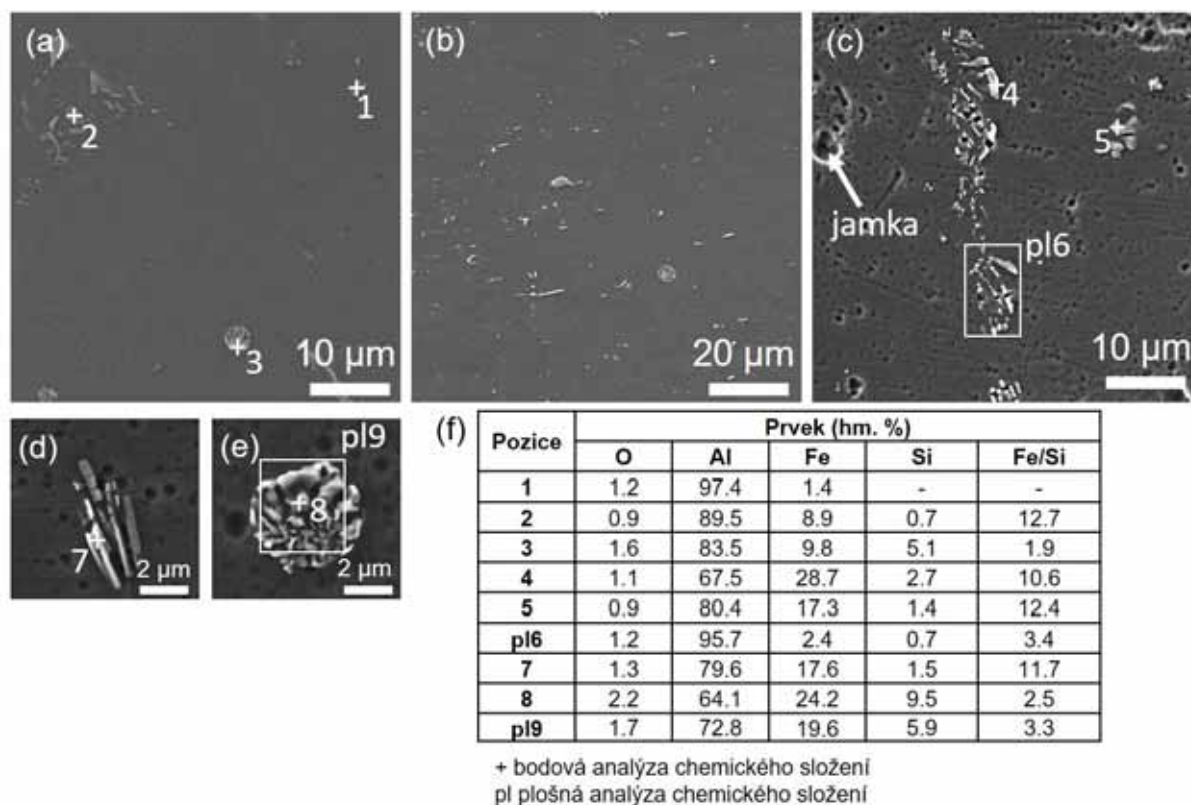 (a)
1
2
3
10 µm
(b)
20 µm
(c)
4
5
jamka
pl6
10 µm
(d)
7
2 µm
(e)
pl9
8
2 µm
(f)
Pozice Prvek (hm. %)
O Al Fe Si Fe/Si
1 1.2 97.4 1.4 - -
2 0.9 89.5 8.9 0.7 12.7
3 1.6 83.5 9.8 5.1 1.9
4 1.1 67.5 28.7 2.7 10.6
5 0.9 80.4 17.3 1.4 12.4
pl6 1.2 95.7 2.4 0.7 3.4
7 1.3 79.6 17.6 1.5 11.7
8 2.2 64.1 24.2 9.5 2.5
pl9 1.7 72.8 19.6 5.9 3.3
+ bodová analýza chemického složení
pl plošná analýza chemického složení